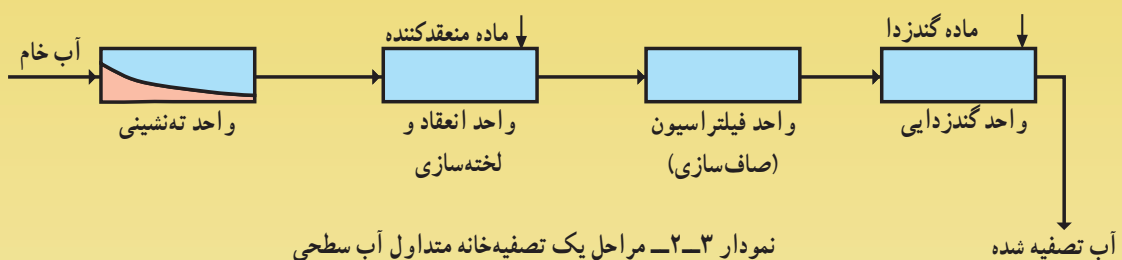 آب خام
واحد ته‌نشینی
ماده منعقدکننده
واحد انعقاد و
لخته‌سازی
واحد فیلتراسیون
(صاف‌سازی)
ماده گندزدا
واحد گندزدایی
آب تصفیه شده
نمودار ۳ــ۲ــ مراحل یک تصفیه‌خانه متداول آب سطحی